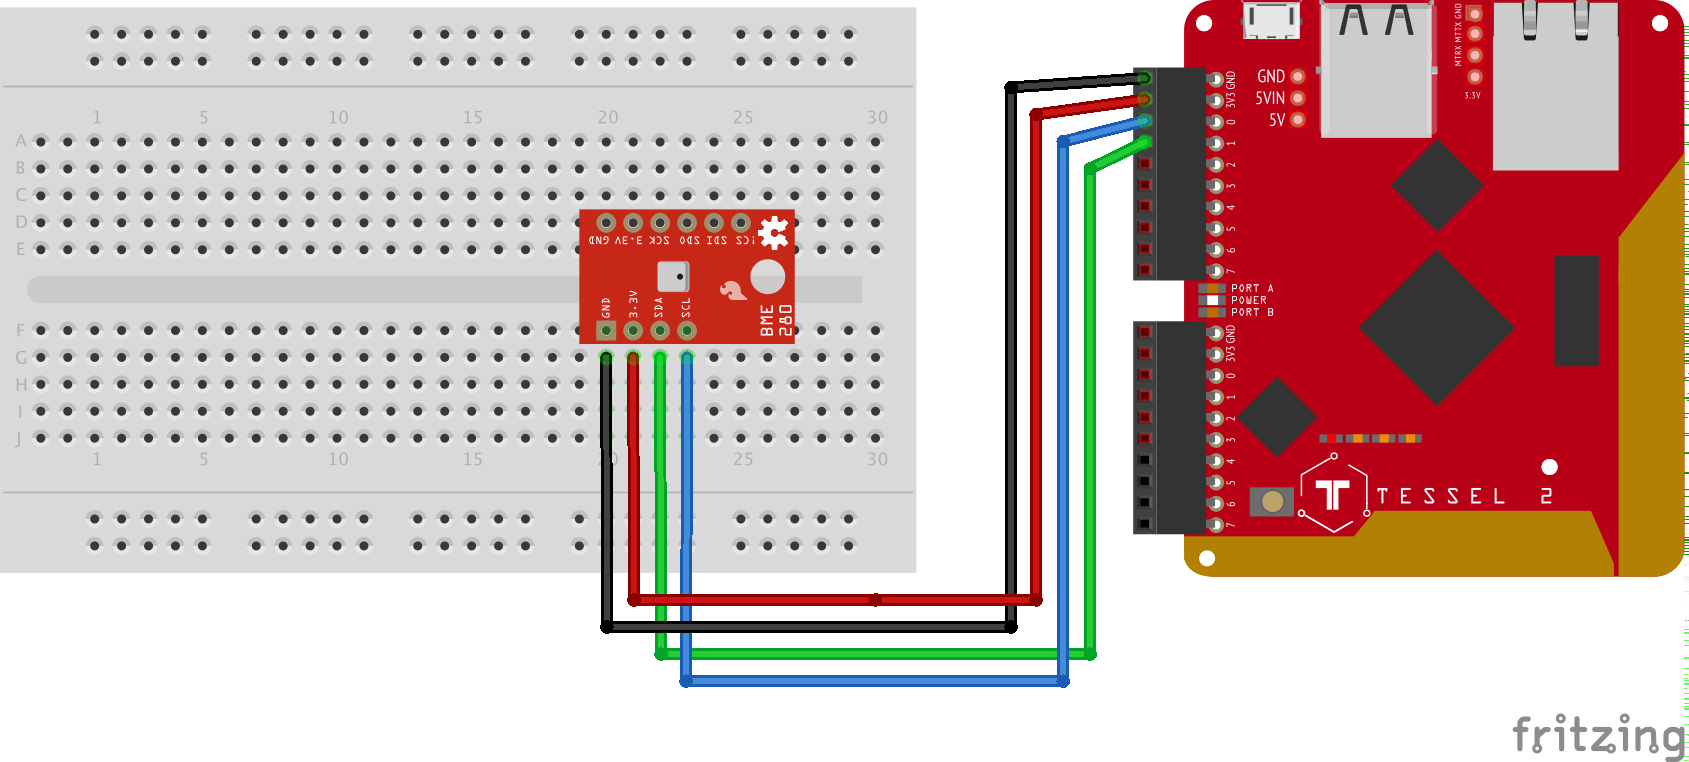 1 5 10 15 20 25 30
A
B
C
D
E
F
G
H
I
J
1 5 10 15 20 25 30
GND 3.3V SCK SDO SDI !CS
GND 3.3V SDA SCL
BME
280
GND
3V3
0
1
2
3
4
5
6
7
PORT A
POWER
PORT B
GND
3V3
0
1
2
3
4
5
6
7
GND
5VIN
5V
MTRX MTTX GND
3.3V
TESSEL 2
fritzing